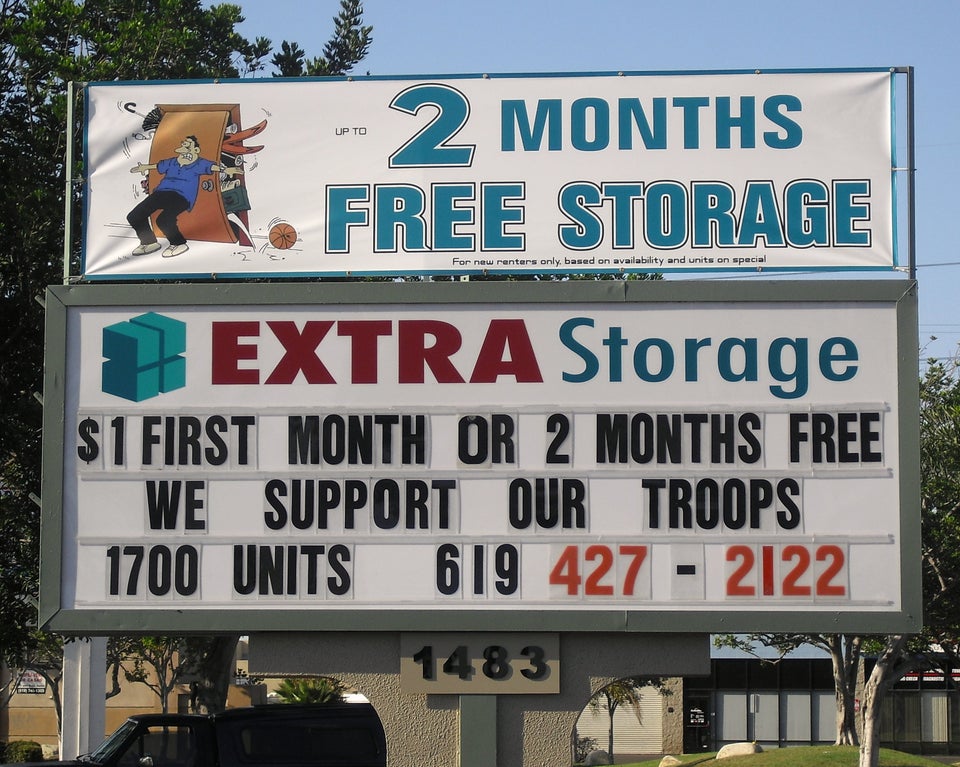 UP TO 2 MONTHS
FREE STORAGE
For new renters only, based on availability and units on special
EXTRA Storage
$1 FIRST MONTH OR 2 MONTHS FREE
WE SUPPORT OUR TROOPS
1700 UNITS 619 427 - 2122
1483